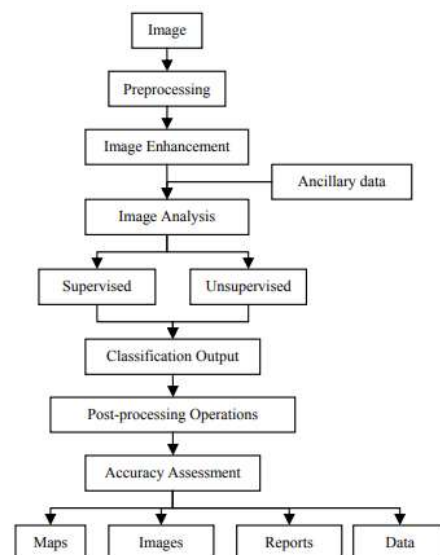 Image
Preprocessing
Image Enhancement
Ancillary data
Image Analysis
Supervised
Unsupervised
Classification Output
Post-processing Operations
Accuracy Assessment
Maps
Images
Reports
Data